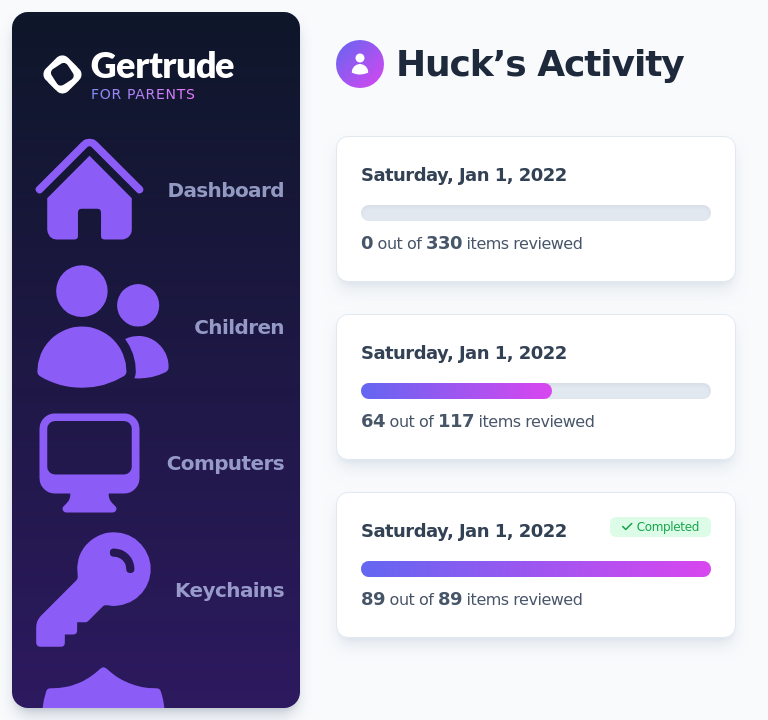 Gertrude
FOR PARENTS
Dashboard
Children
Computers
Keychains
Huck’s Activity
Saturday, Jan 1, 2022
0 out of 330 items reviewed
Saturday, Jan 1, 2022
64 out of 117 items reviewed
Saturday, Jan 1, 2022
Completed
89 out of 89 items reviewed